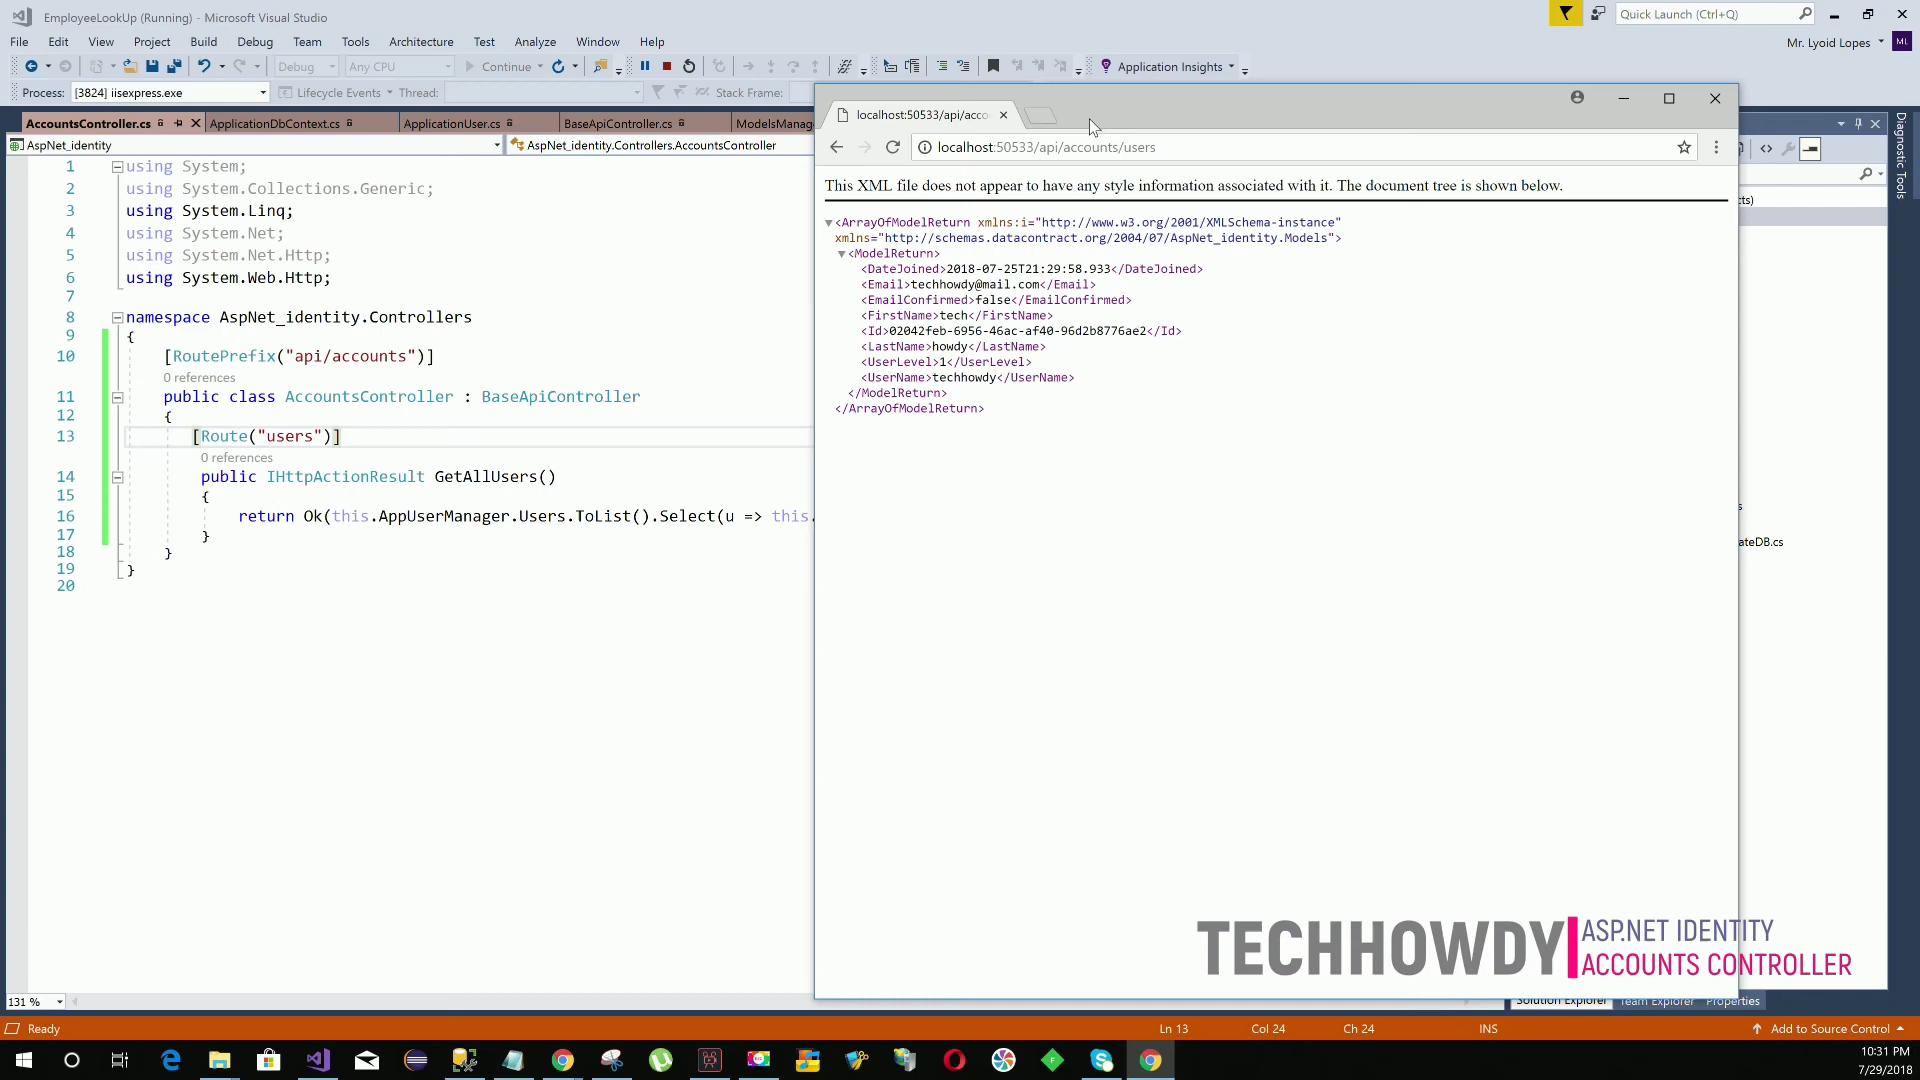 EmployeeLookUp (Running) - Microsoft Visual Studio
Quick Launch (Ctrl+Q)
File Edit View Project Build Debug Team Tools Architecture Test Analyze Window Help
Mr. Lyoid Lopes ML
Debug Any CPU Continue Application Insights
Process: [3824] iisexpress.exe Lifecycle Events Thread: Stack Frame:
AccountsController.cs ApplicationDbContext.cs ApplicationUser.cs BaseApiController.cs ModelsManag
AspNet_identity AspNet_identity.Controllers.AccountsController
1 using System;
2 using System.Collections.Generic;
3 using System.Linq;
4 using System.Net;
5 using System.Net.Http;
6 using System.Web.Http;
7
8 namespace AspNet_identity.Controllers
9 {
10 [RoutePrefix("api/accounts")]
0 references
11 public class AccountsController : BaseApiController
12 {
13 [Route("users")]
0 references
14 public IHttpActionResult GetAllUsers()
15 {
16 return Ok(this.AppUserManager.Users.ToList().Select(u => this.
17 }
18 }
19 }
20
131 %
localhost:50533/api/acco
localhost:50533/api/accounts/users
This XML file does not appear to have any style information associated with it. The document tree is shown below.
<ArrayOfModelReturn xmlns:i="http://www.w3.org/2001/XMLSchema-instance"
xmlns="http://schemas.datacontract.org/2004/07/AspNet_identity.Models">
<ModelReturn>
<DateJoined>2018-07-25T21:29:58.933</DateJoined>
<Email>techhowdy@mail.com</Email>
<EmailConfirmed>false</EmailConfirmed>
<FirstName>tech</FirstName>
<Id>02042feb-6956-46ac-af40-96d2b8776ae2</Id>
<LastName>howdy</LastName>
<UserLevel>1</UserLevel>
<UserName>techhowdy</UserName>
</ModelReturn>
</ArrayOfModelReturn>
Diagnostic Tools
cts)
s
ateDB.cs
TECHHOWDY
ASP.NET IDENTITY
ACCOUNTS CONTROLLER
Solution Explorer Team Explorer Properties
Ready Ln 13 Col 24 Ch 24 INS Add to Source Control
10:31 PM
7/29/2018